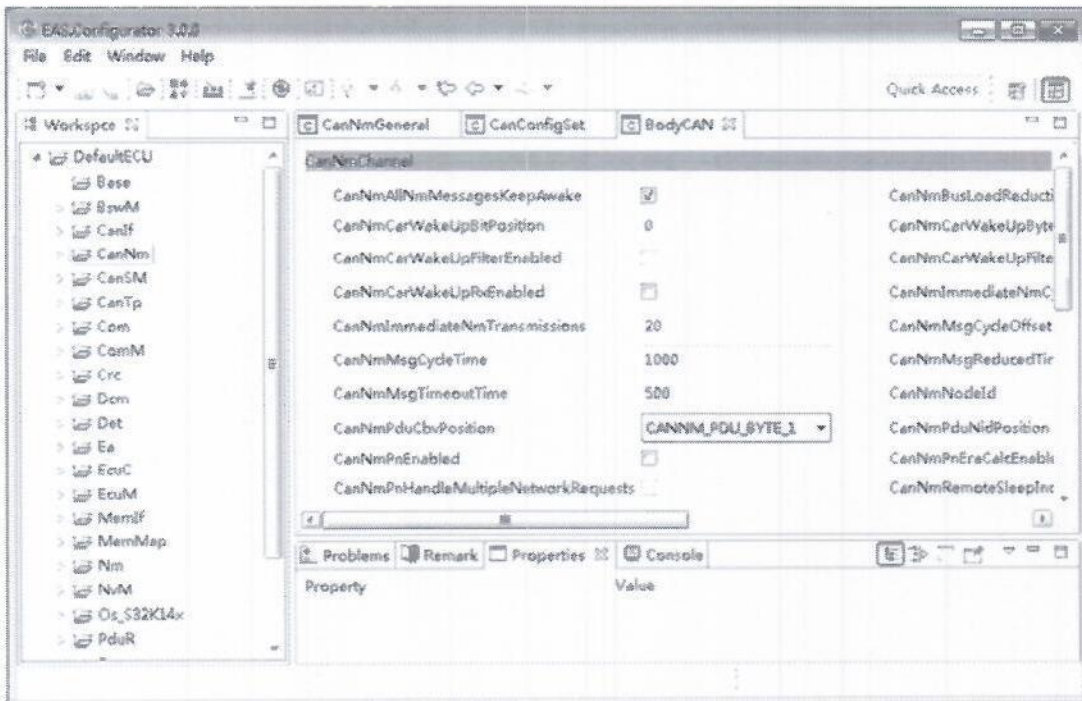 EAS.Configurator 3.0.0
File Edit Window Help
Quick Access
Workspce
CanNmGeneral
CanConfigSet
BodyCAN
DefaultECU
Base
BswM
CanIf
CanNm
CanSM
CanTp
Com
ComM
Crc
Dcm
Det
Ea
EcuC
EcuM
MemIf
MemMap
Nm
NvM
Os_S32K14x
PduR
CanNmChannel
CanNmAllNmMessagesKeepAwake CanNmBusLoadReducti
CanNmCarWakeUpBitPosition 0 CanNmCarWakeUpByte
CanNmCarWakeUpFilterEnabled CanNmCarWakeUpFilte
CanNmCarWakeUpRxEnabled CanNmImmediateNmC
CanNmImmediateNmTransmissions 20 CanNmMsgCycleOffset
CanNmMsgCycleTime 1000 CanNmMsgReducedTir
CanNmMsgTimeoutTime 500 CanNmNodeId
CanNmPduCbvPosition CANNM_PDU_BYTE_1 CanNmPduNidPosition
CanNmPnEnabled CanNmPnEraCalcEnable
CanNmPnHandleMultipleNetworkRequests CanNmRemoteSleepInc
Problems Remark Properties Console
Property Value